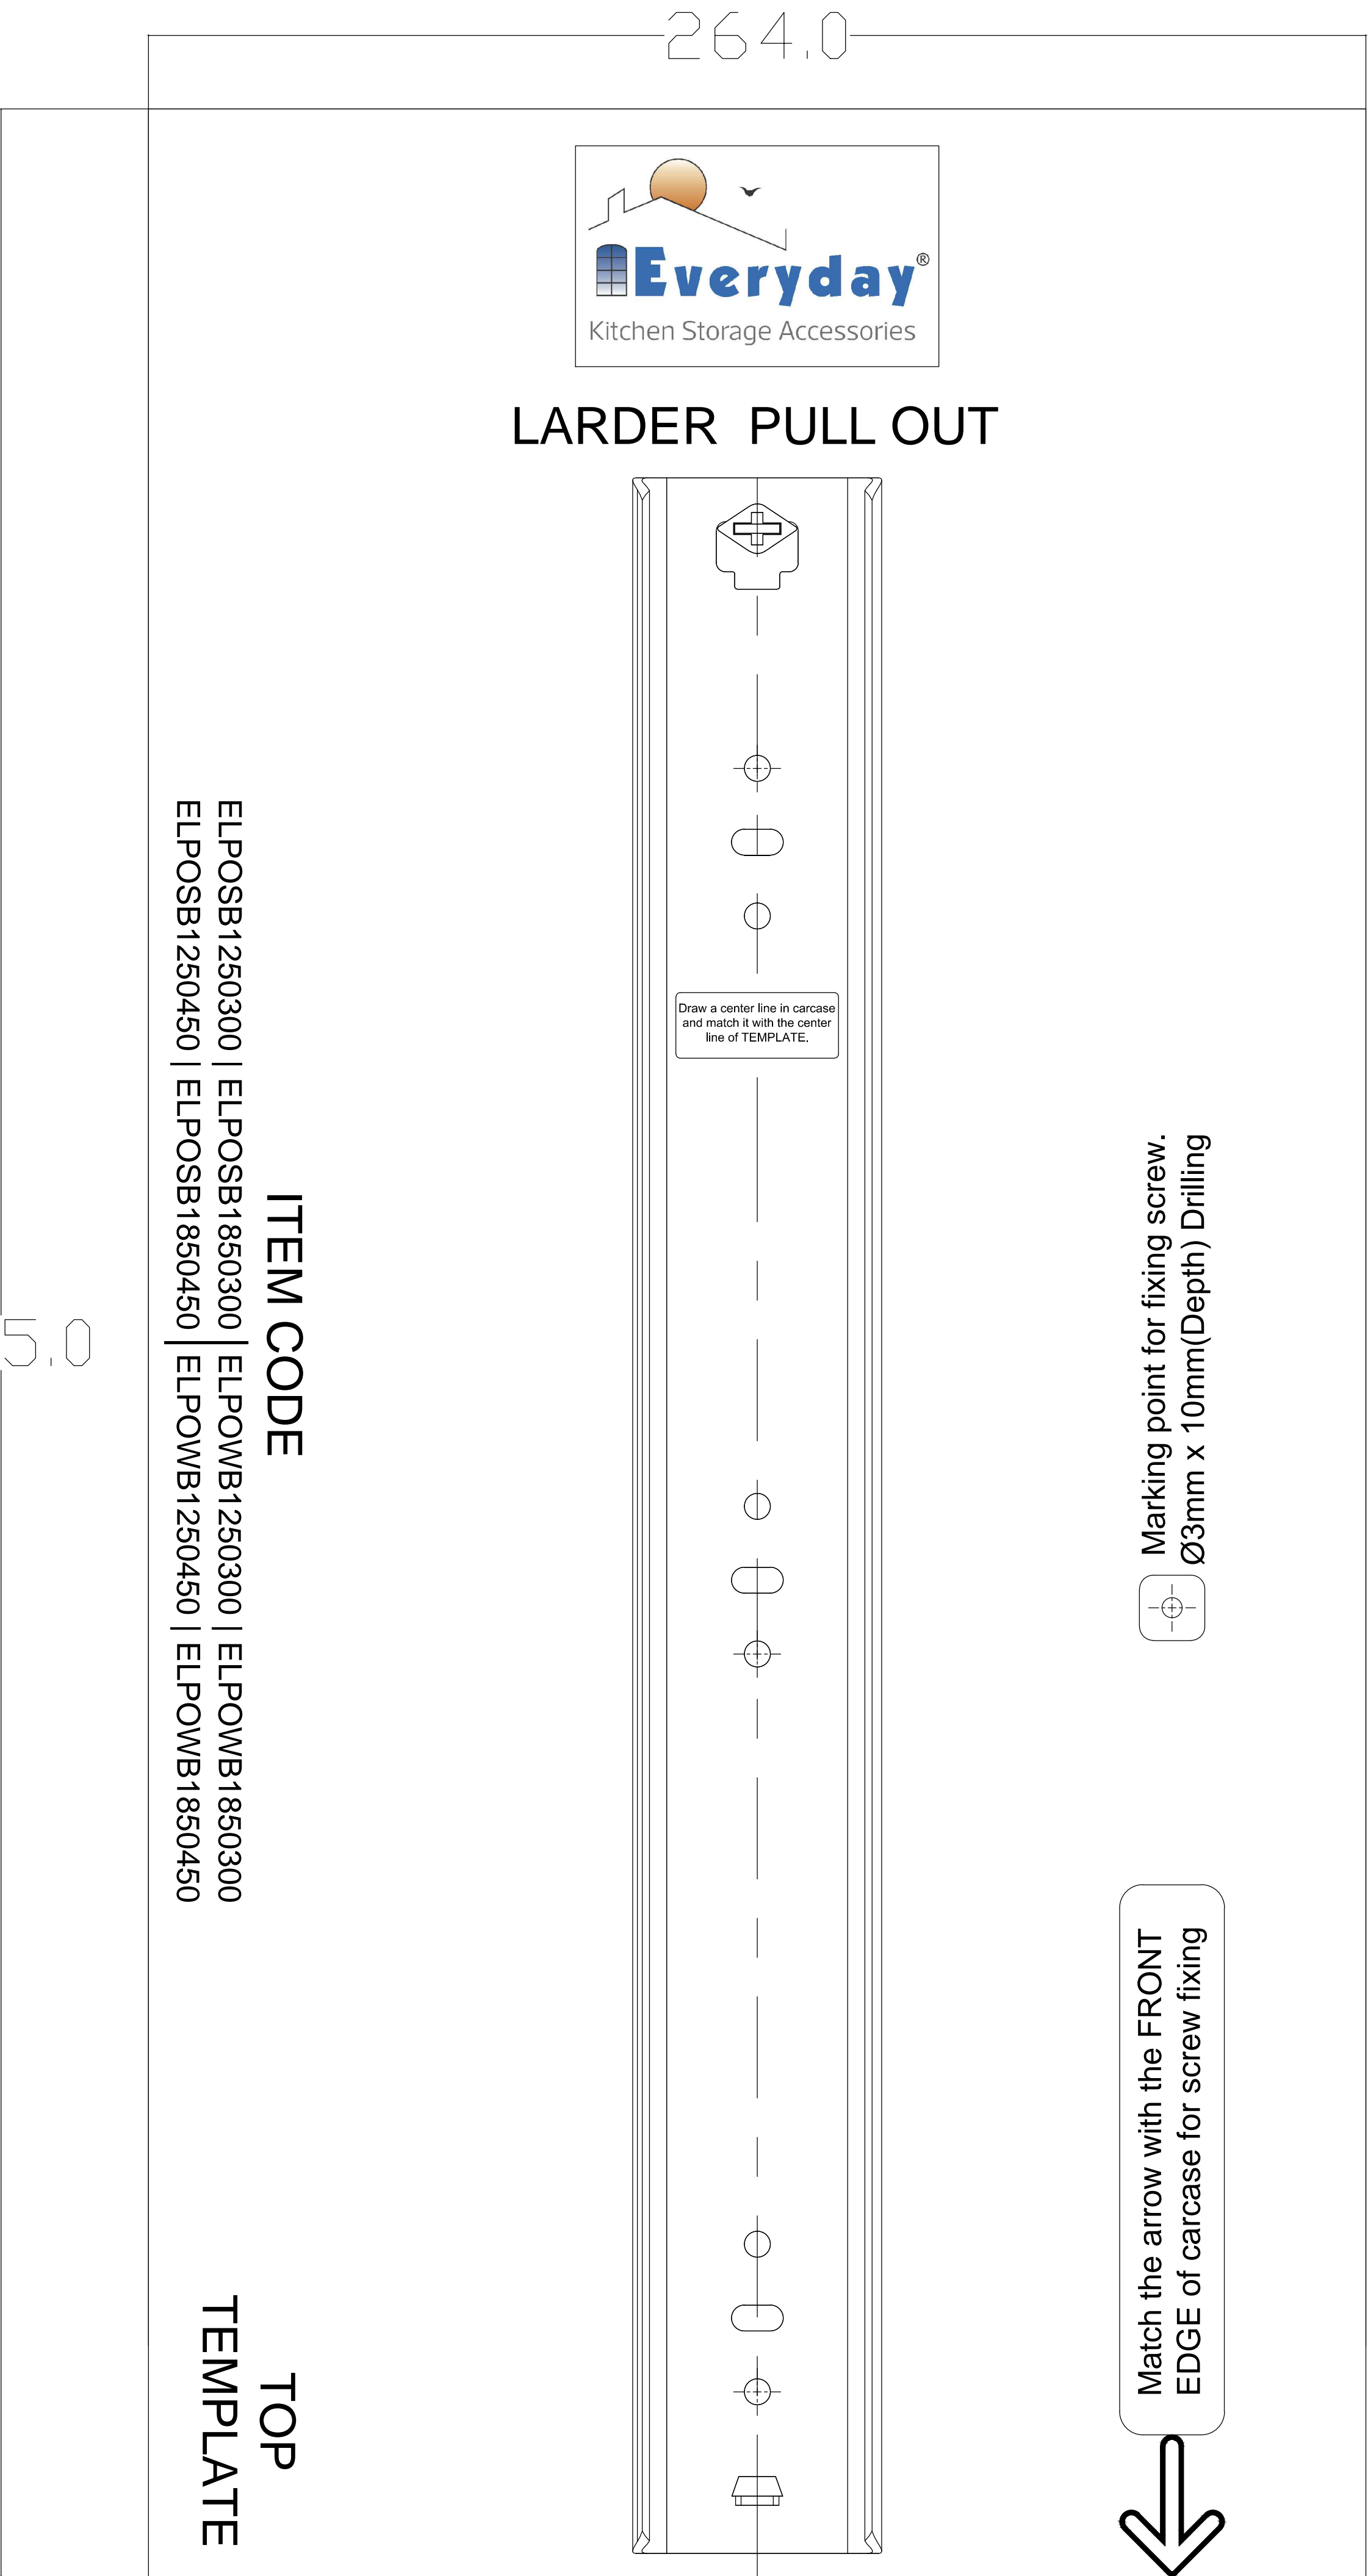 264.0
Everyday®
Kitchen Storage Accessories
LARDER PULL OUT
Draw a center line in carcase
and match it with the center
line of TEMPLATE.
ITEM CODE
ELPOSB1250300 | ELPOSB1850300 | ELPOWB1250300 | ELPOWB1850300
ELPOSB1250450 | ELPOSB1850450 | ELPOWB1250450 | ELPOWB1850450
Marking point for fixing screw.
Ø3mm x 10mm(Depth) Drilling
5.0
Match the arrow with the FRONT
EDGE of carcase for screw fixing
TOP
TEMPLATE